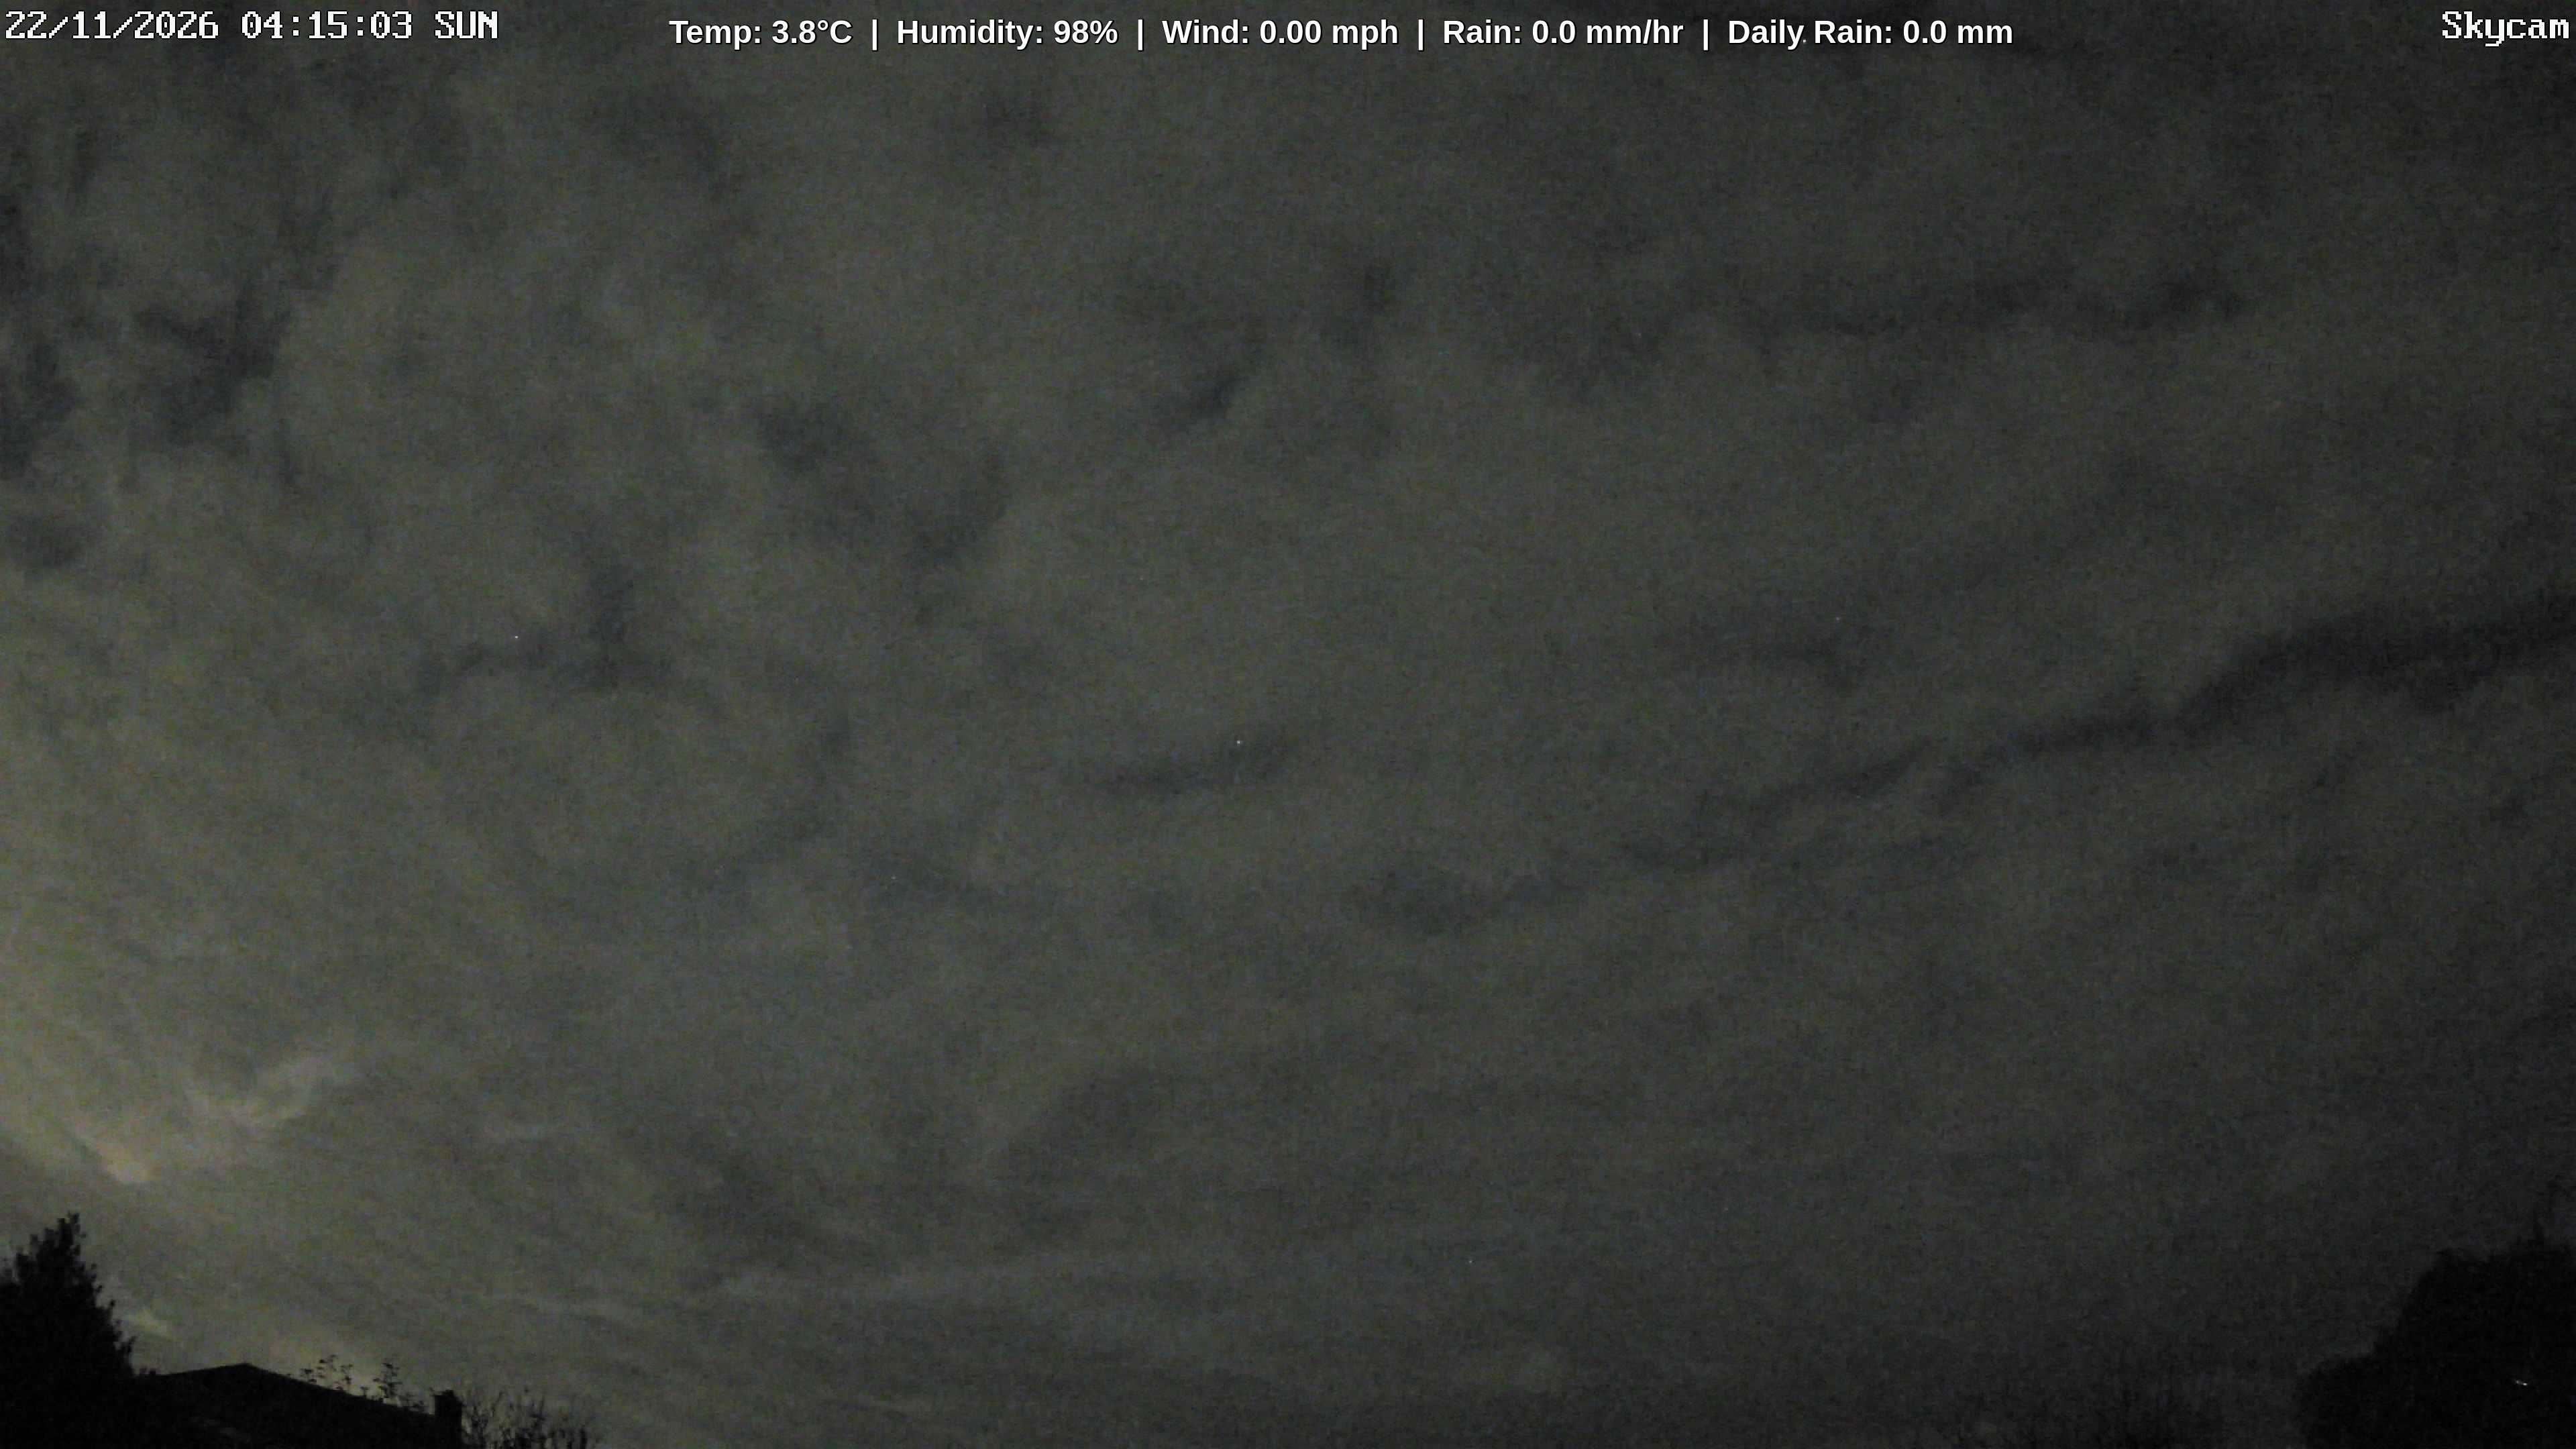 22/11/2026 04:15:03 SUN
Temp: 3.8°C | Humidity: 98% | Wind: 0.00 mph | Rain: 0.0 mm/hr | Daily Rain: 0.0 mm
Skycam